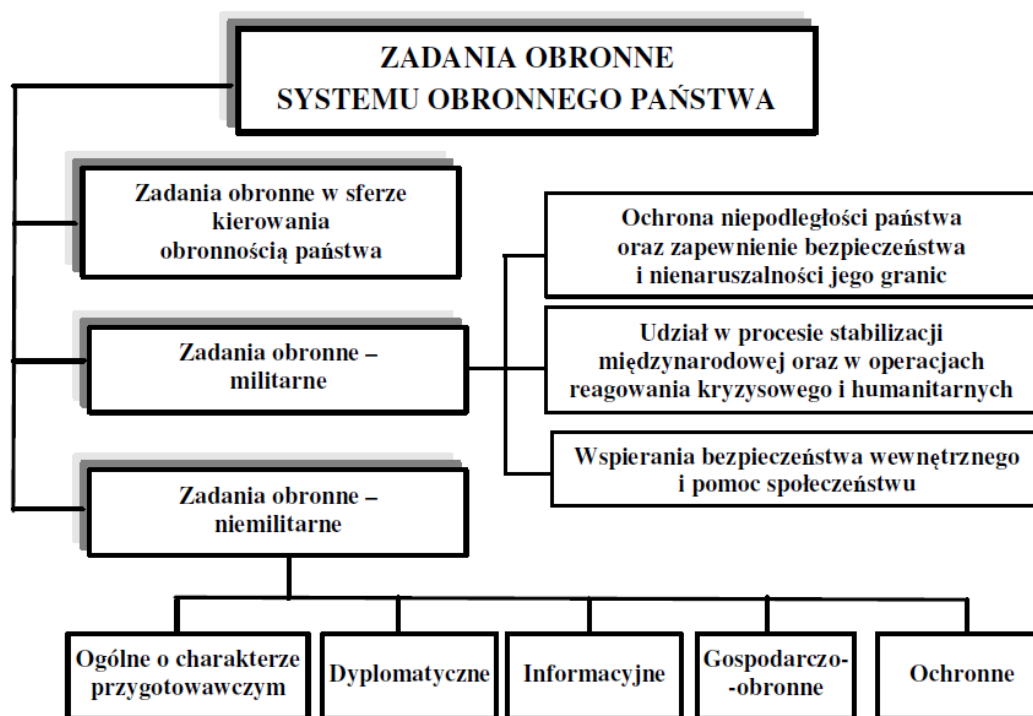 ZADANIA OBRONNE
SYSTEMU OBRONNEGO PAŃSTWA
Zadania obronne w sferze
kierowania
obronnością państwa
Ochrona niepodległości państwa
oraz zapewnienie bezpieczeństwa
i nienaruszalności jego granic
Zadania obronne –
militarne
Udział w procesie stabilizacji
międzynarodowej oraz w operacjach
reagowania kryzysowego i humanitarnych
Wspierania bezpieczeństwa wewnętrznego
i pomoc społeczeństwu
Zadania obronne –
niemilitarne
Ogólne o charakterze
przygotowawczym
Dyplomatyczne
Informacyjne
Gospodarczo-
-obronne
Ochronne